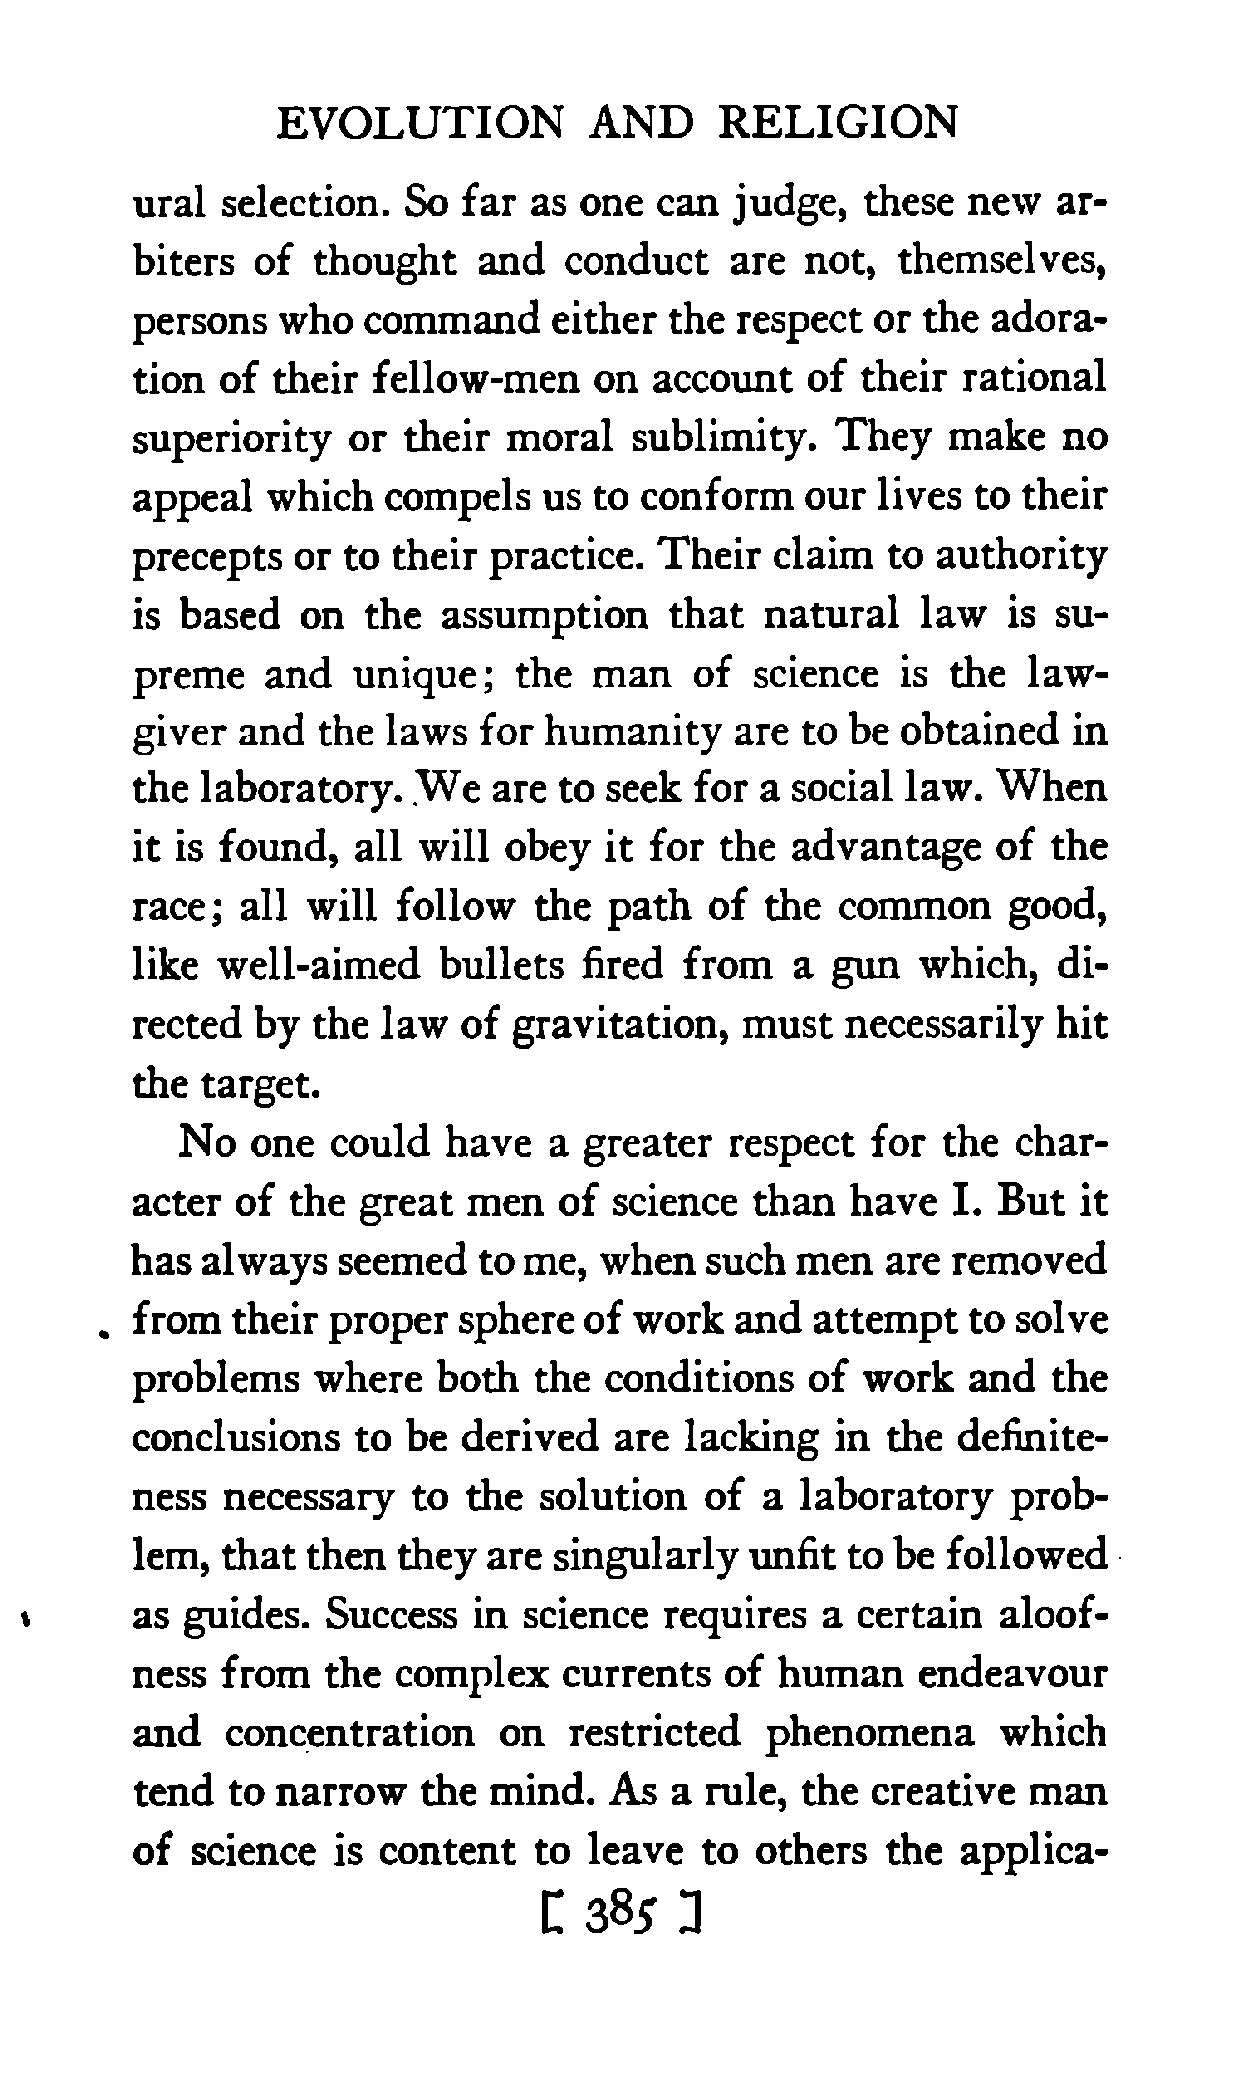 EVOLUTION AND RELIGION
ural selection. So far as one can judge, these new ar-
biters of thought and conduct are not, themselves,
persons who command either the respect or the adora-
tion of their fellow-men on account of their rational
superiority or their moral sublimity. They make no
appeal which compels us to conform our lives to their
precepts or to their practice. Their claim to authority
is based on the assumption that natural law is su-
preme and unique; the man of science is the law-
giver and the laws for humanity are to be obtained in
the laboratory. We are to seek for a social law. When
it is found, all will obey it for the advantage of the
race; all will follow the path of the common good,
like well-aimed bullets fired from a gun which, di-
rected by the law of gravitation, must necessarily hit
the target.
No one could have a greater respect for the char-
acter of the great men of science than have I. But it
has always seemed to me, when such men are removed
from their proper sphere of work and attempt to solve
problems where both the conditions of work and the
conclusions to be derived are lacking in the definite-
ness necessary to the solution of a laboratory prob-
lem, that then they are singularly unfit to be followed
as guides. Success in science requires a certain aloof-
ness from the complex currents of human endeavour
and concentration on restricted phenomena which
tend to narrow the mind. As a rule, the creative man
of science is content to leave to others the applica-
[ 385 ]